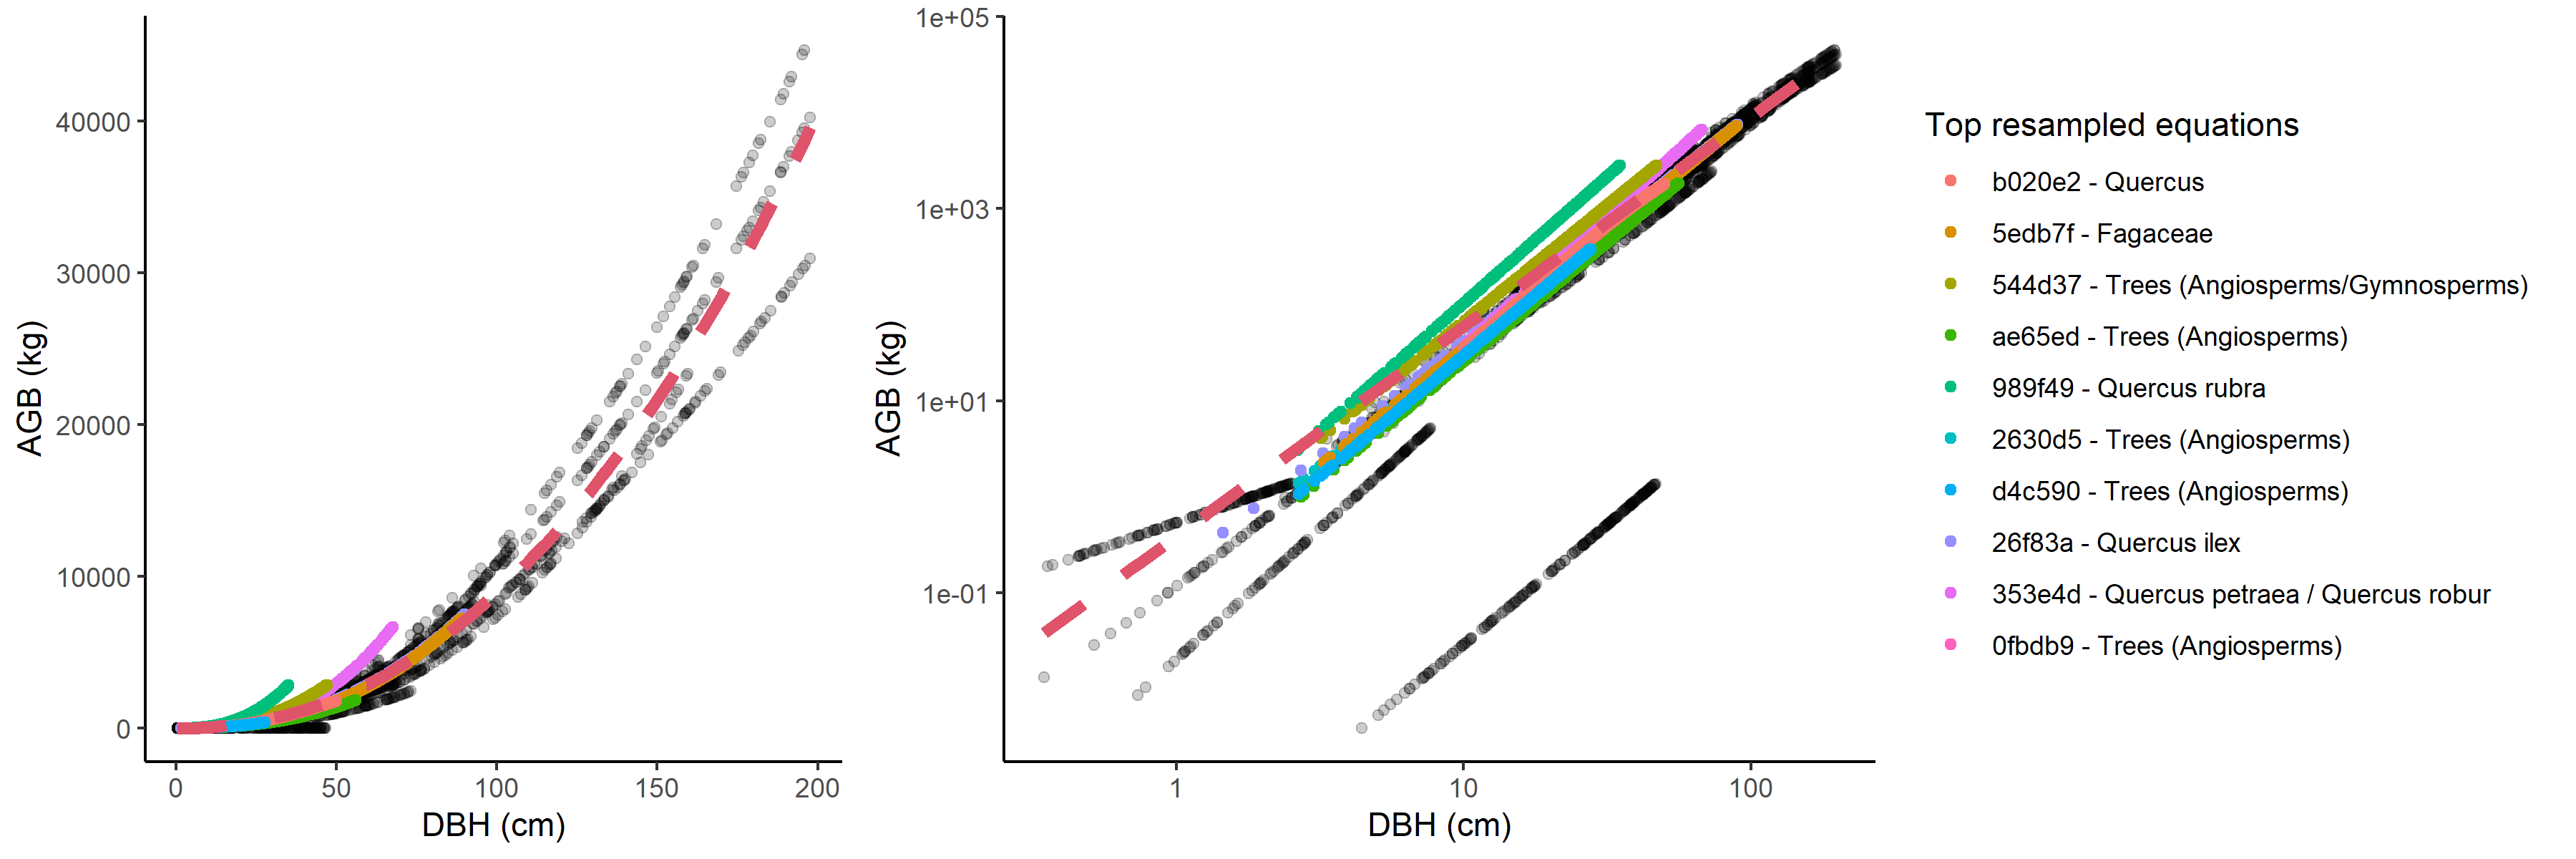 AGB (kg)
40000
30000
20000
10000
0
0 50 100 150 200
DBH (cm)
AGB (kg)
1e+05
1e+03
1e+01
1e-01
1 10 100
DBH (cm)
Top resampled equations
b020e2 - Quercus
5edb7f - Fagaceae
544d37 - Trees (Angiosperms/Gymnosperms)
ae65ed - Trees (Angiosperms)
989f49 - Quercus rubra
2630d5 - Trees (Angiosperms)
d4c590 - Trees (Angiosperms)
26f83a - Quercus ilex
353e4d - Quercus petraea / Quercus robur
0fbdb9 - Trees (Angiosperms)